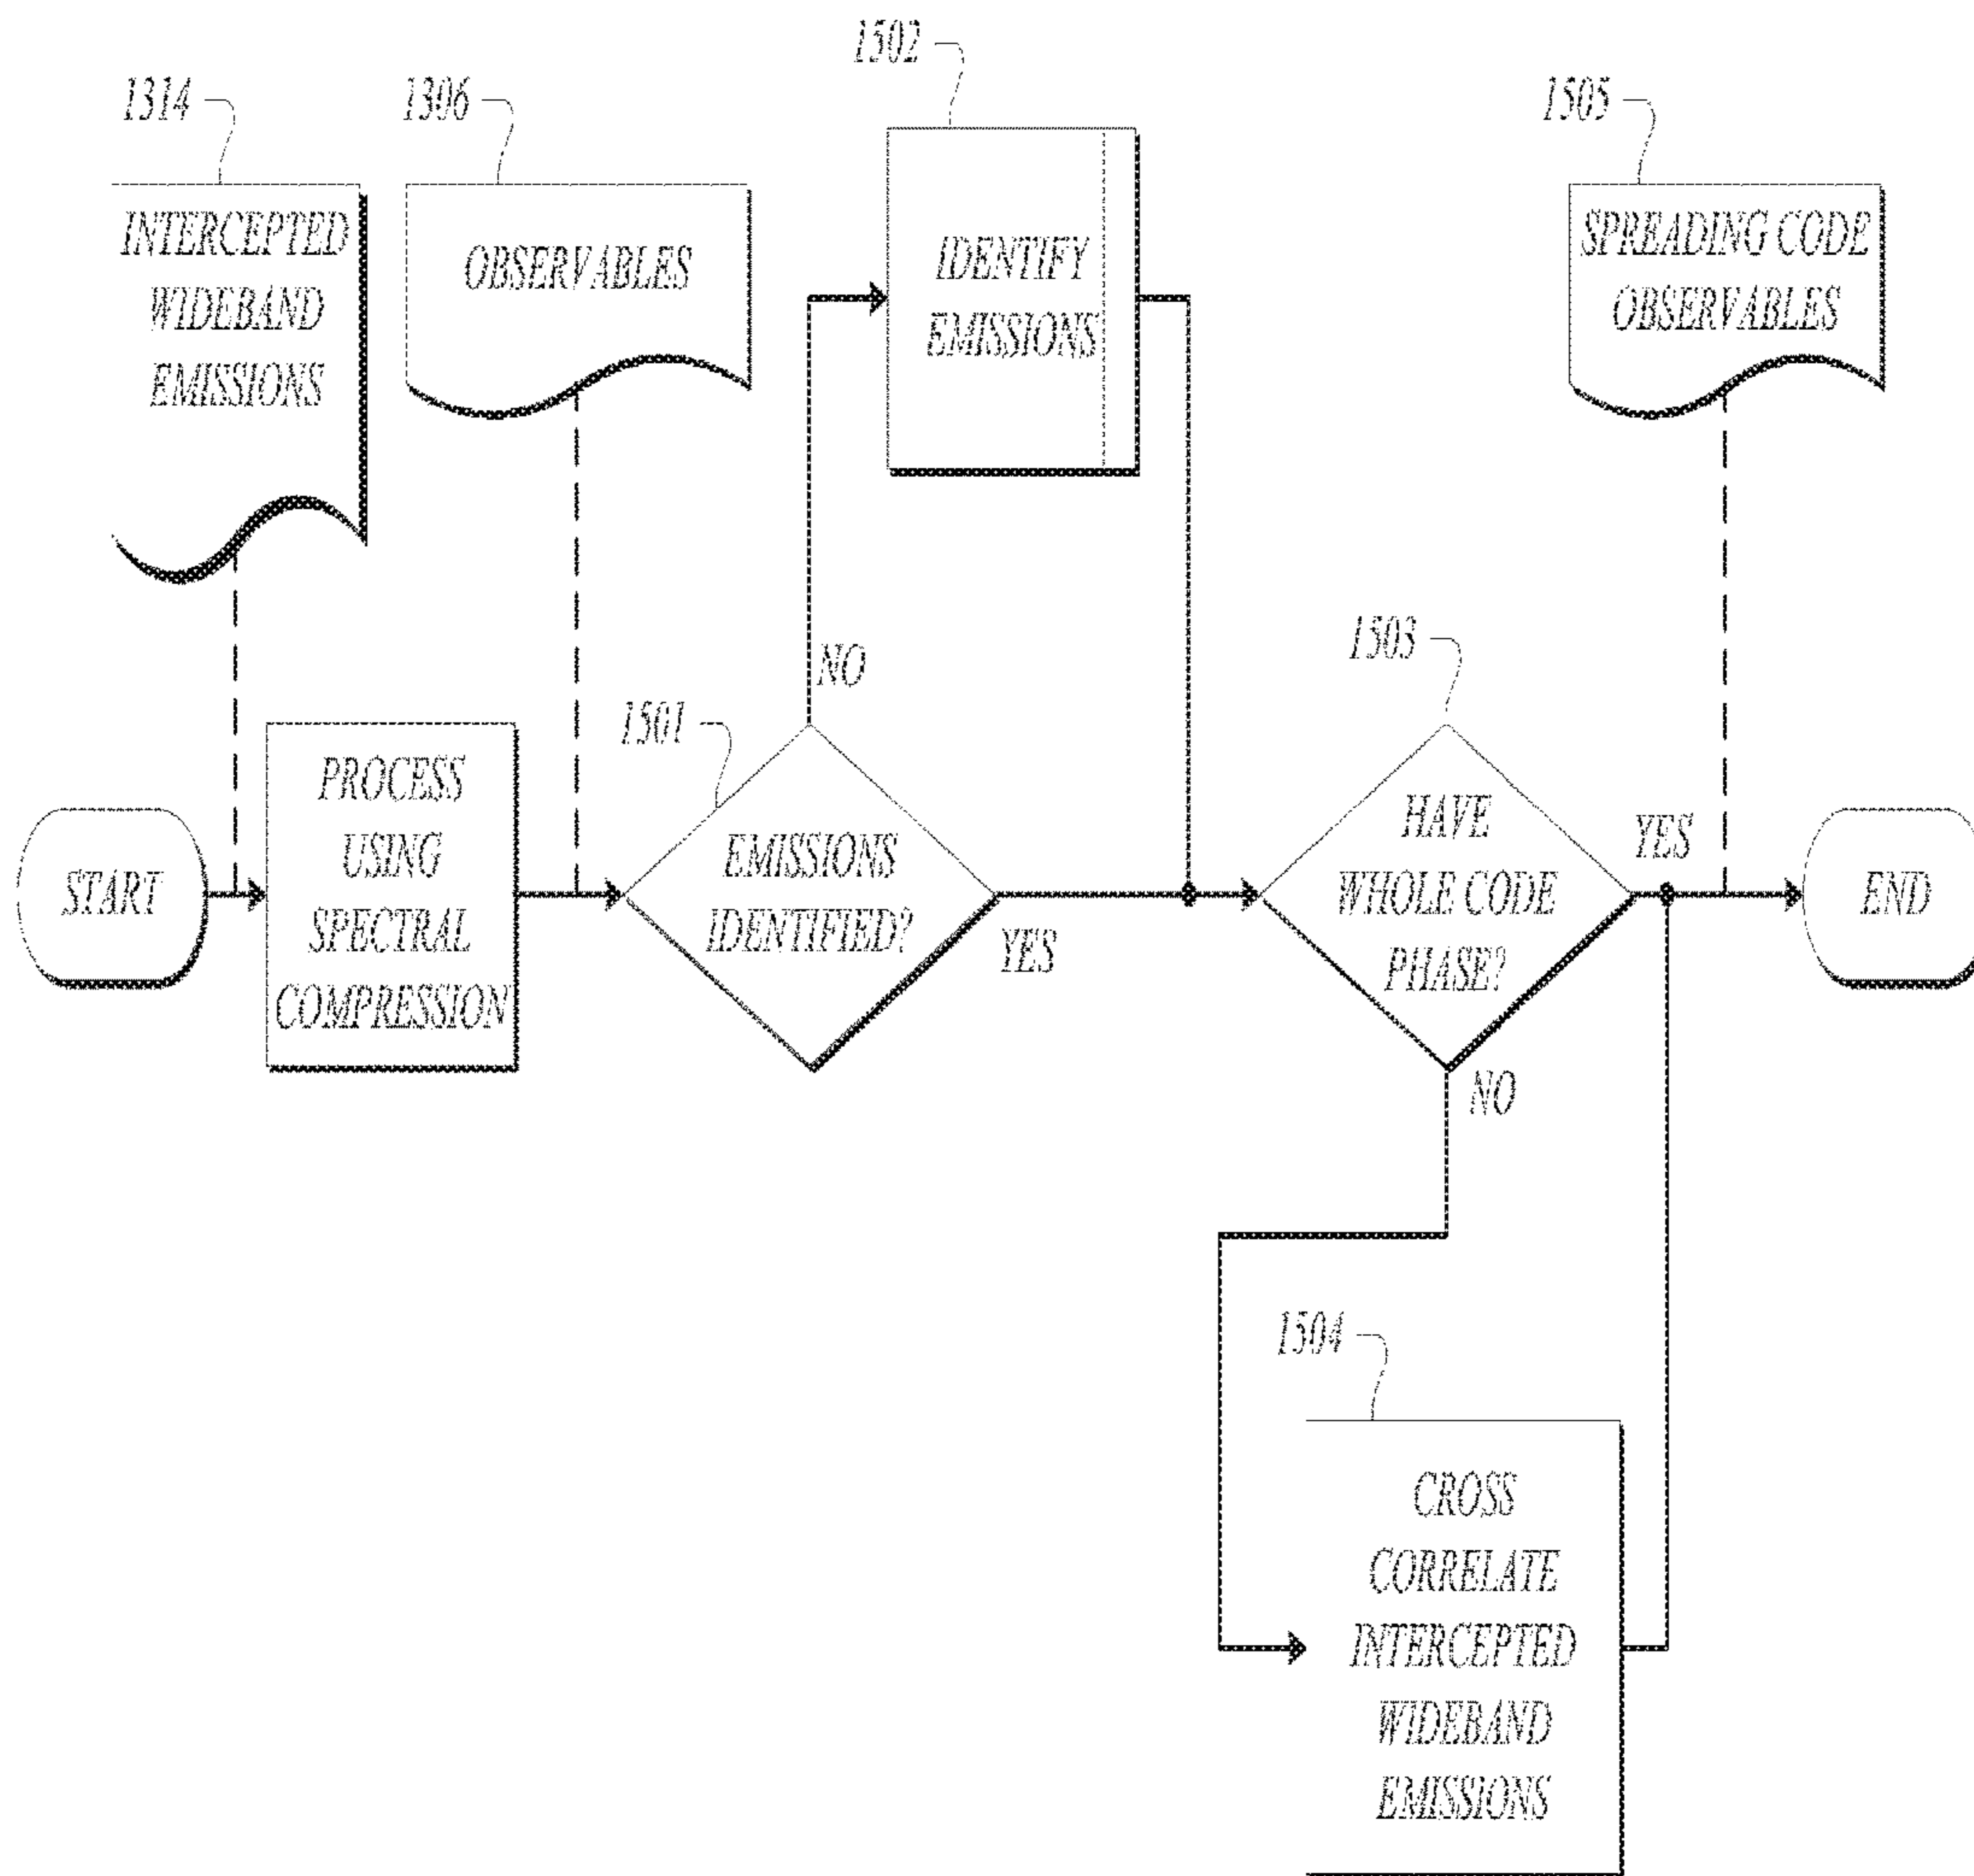 1502
1314
1306
1505
INTERCEPTED
WIDEBAND
EMISSIONS
OBSERVABLES
IDENTIFY
EMISSIONS
SPREADING CODE
OBSERVABLES
NO
1503
1501
START
PROCESS
USING
SPECTRAL
COMPRESSION
EMISSIONS
IDENTIFIED?
YES
HAVE
WHOLE CODE
PHASE?
YES
END
NO
1504
CROSS
CORRELATE
INTERCEPTED
WIDEBAND
EMISSIONS